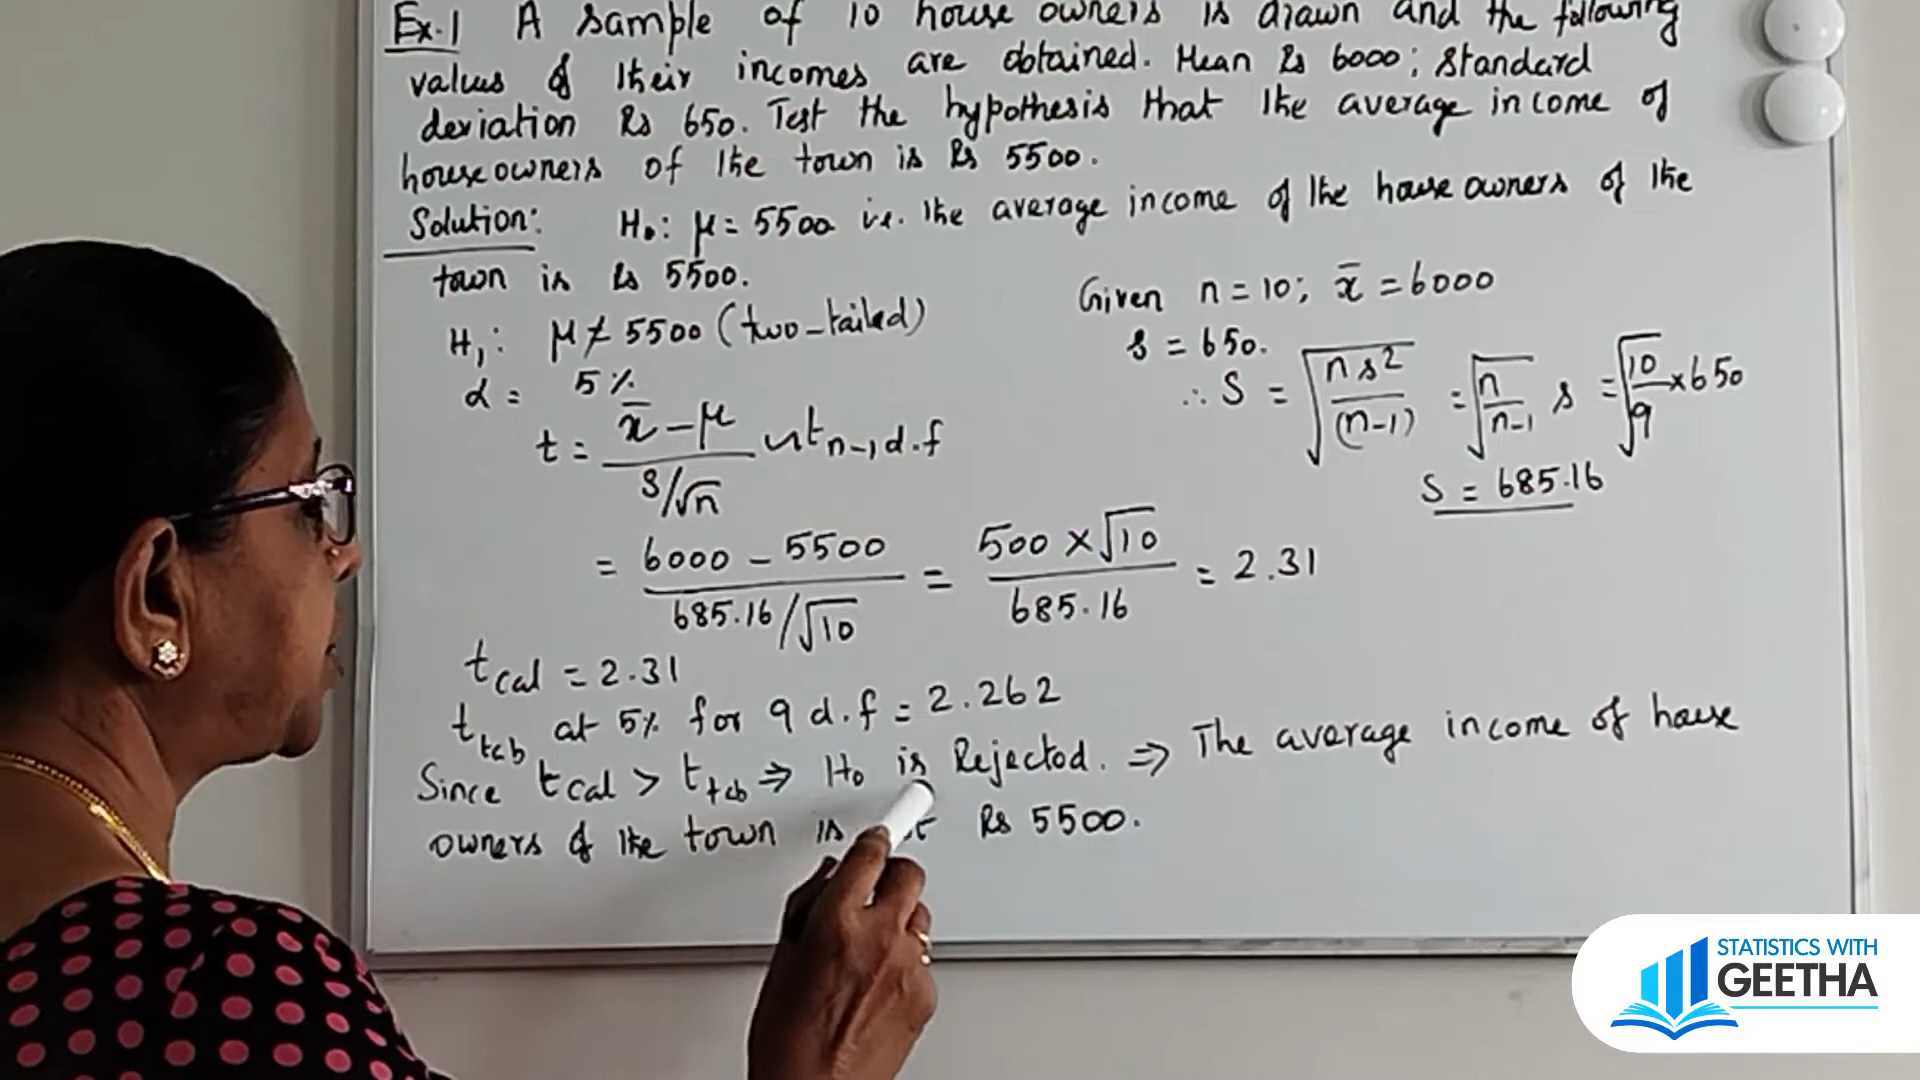 Ex.1 A sample of 10 house owners is drawn and the following
values of their incomes are obtained. Mean Rs 6000; standard
deviation Rs 650. Test the hypothesis that the average income of
house owners of the town is Rs 5500.
Solution: H₀: μ = 5500 i.e. the average income of the house owners of the
town is Rs 5500.
H₁: μ ≠ 5500 (two-tailed)
α = 5%
t = (x̄ – μ) / (S/√n) ~ t n-1 d.f
= (6000 – 5500) / (685.16/√10) = (500 × √10) / 685.16 = 2.31
Given n = 10; x̄ = 6000
s = 650.
∴ S = √(ns²/(n-1)) = √(n/(n-1)) s = √(10/9) × 650
S = 685.16
t cal = 2.31
t tab at 5% for 9 d.f = 2.262
Since t cal > t tab ⇒ H₀ is Rejected. ⇒ The average income of house
owners of the town is Rs 5500.
STATISTICS WITH
GEETHA